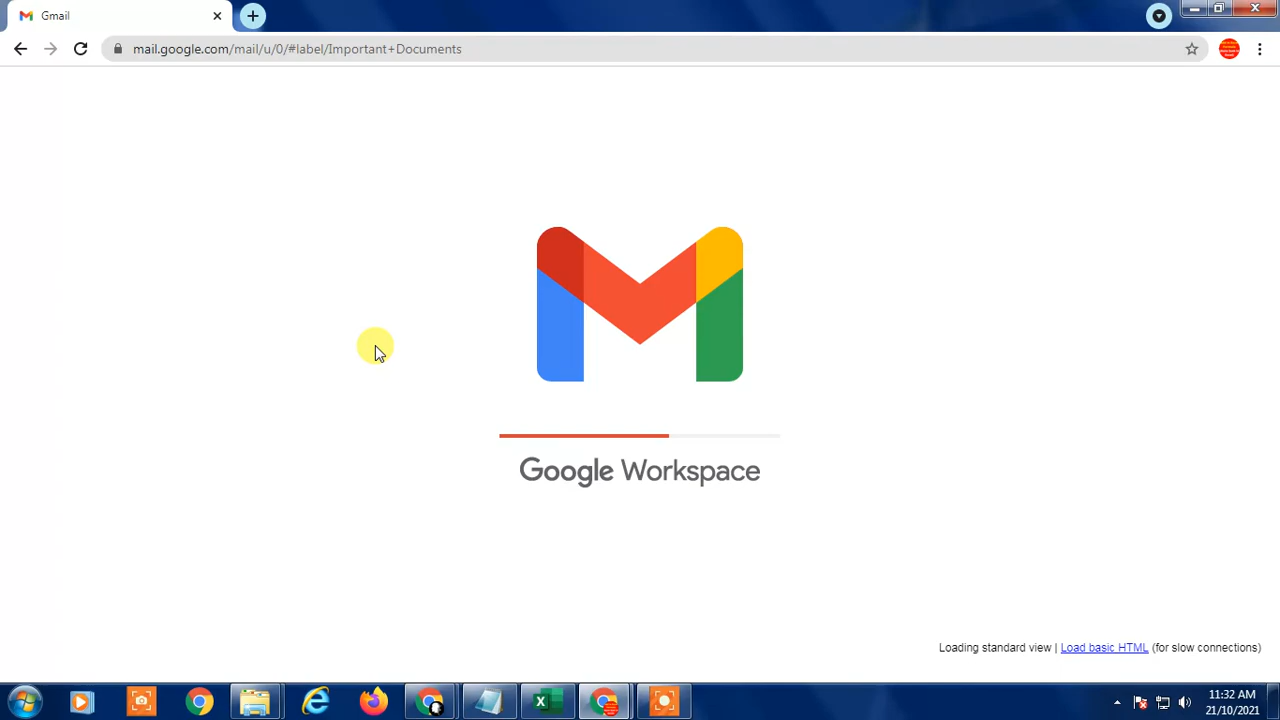 Gmail
mail.google.com/mail/u/0/#label/Important+Documents
Google Workspace
Loading standard view | Load basic HTML (for slow connections)
11:32 AM
21/10/2021